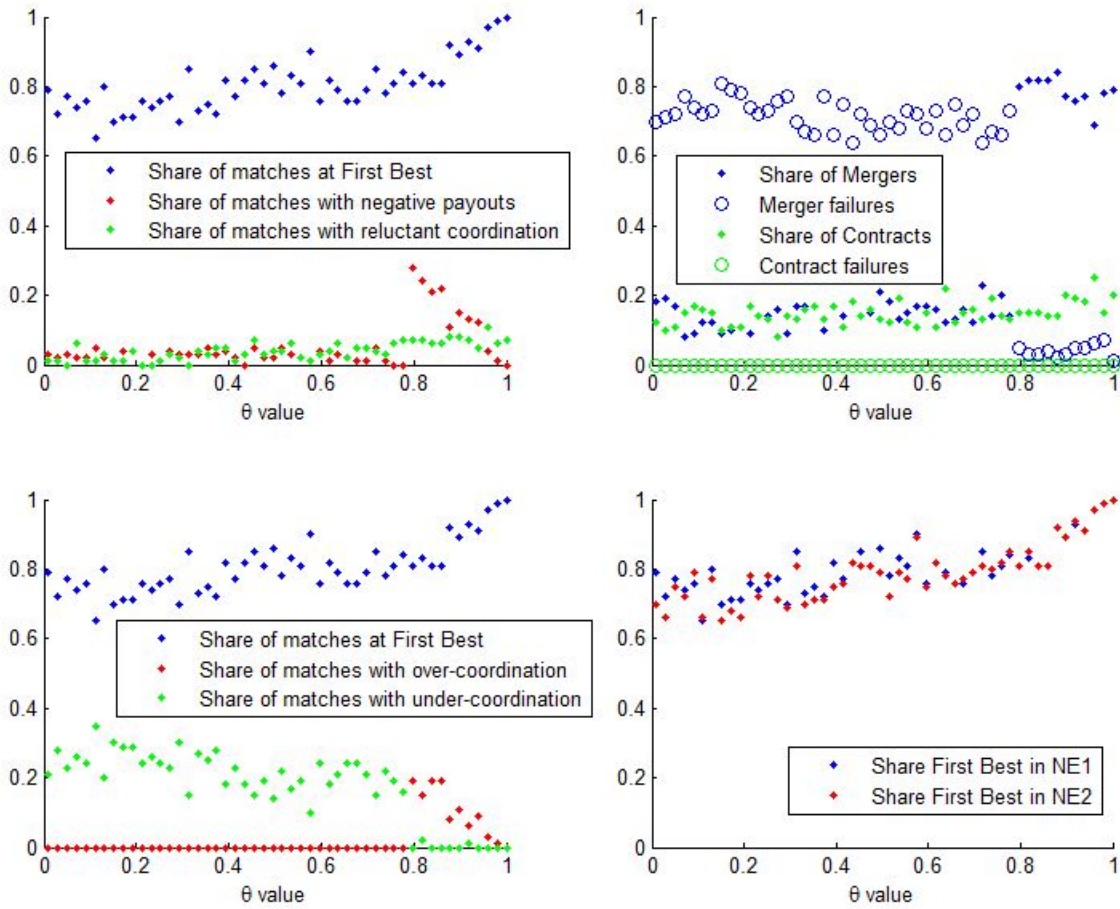 1
0.8
0.6
0.4
0.2
0
0 0.2 0.4 0.6 0.8 1
θ value
Share of matches at First Best
Share of matches with negative payouts
Share of matches with reluctant coordination
1
0.8
0.6
0.4
0.2
0
0 0.2 0.4 0.6 0.8 1
θ value
Share of Mergers
Merger failures
Share of Contracts
Contract failures
1
0.8
0.6
0.4
0.2
0
0 0.2 0.4 0.6 0.8 1
θ value
Share of matches at First Best
Share of matches with over-coordination
Share of matches with under-coordination
1
0.8
0.6
0.4
0.2
0
0 0.2 0.4 0.6 0.8 1
θ value
Share First Best in NE1
Share First Best in NE2